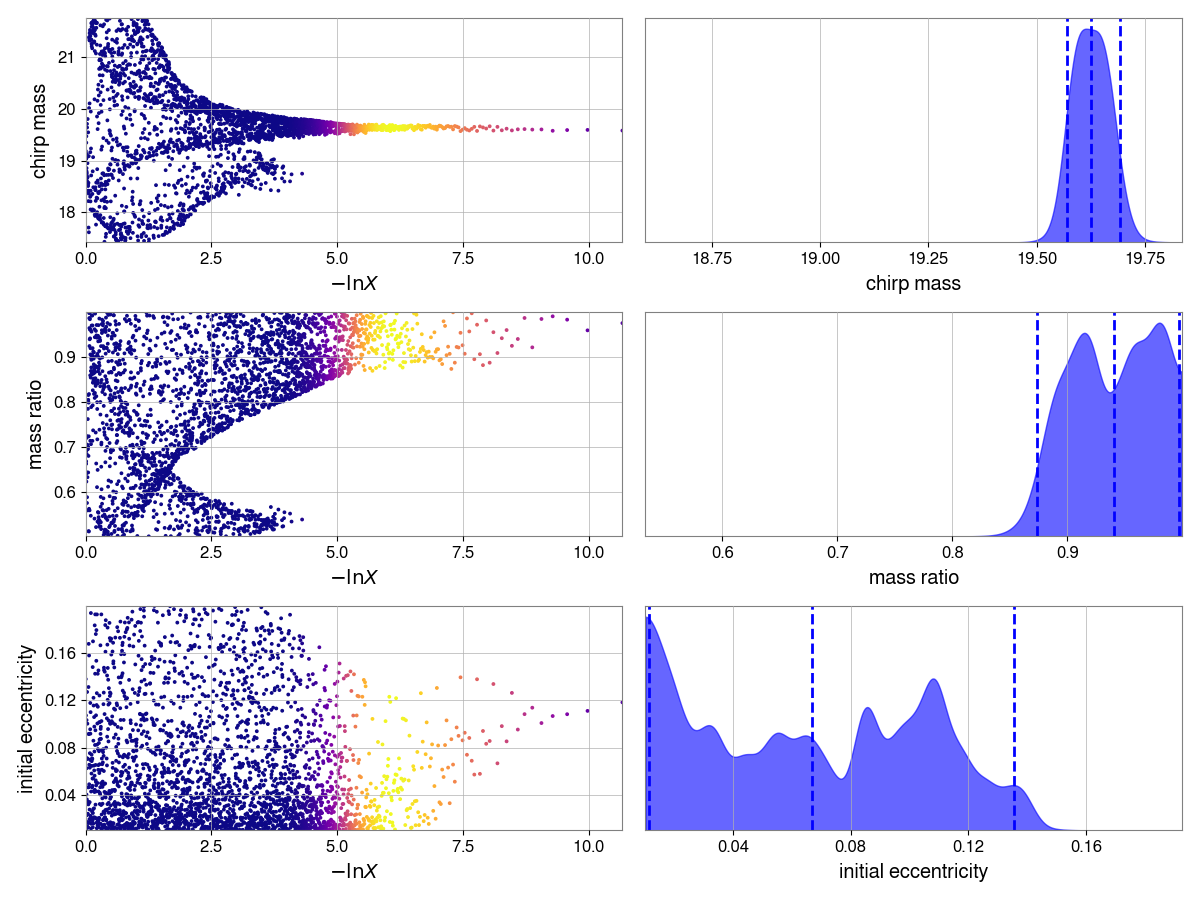 21
20
19
18
chirp mass
0.0 2.5 5.0 7.5 10.0
−lnX
18.75 19.00 19.25 19.50 19.75
chirp mass
0.9
0.8
0.7
0.6
mass ratio
0.0 2.5 5.0 7.5 10.0
−lnX
0.6 0.7 0.8 0.9
mass ratio
0.16
0.12
0.08
0.04
initial eccentricity
0.0 2.5 5.0 7.5 10.0
−lnX
0.04 0.08 0.12 0.16
initial eccentricity